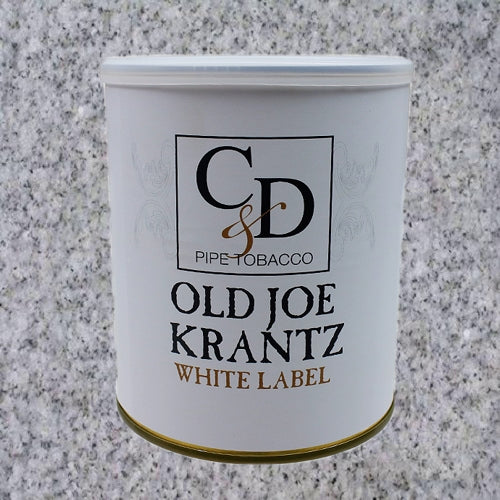 C&D
PIPE TOBACCO
OLD JOE
KRANTZ
WHITE LABEL